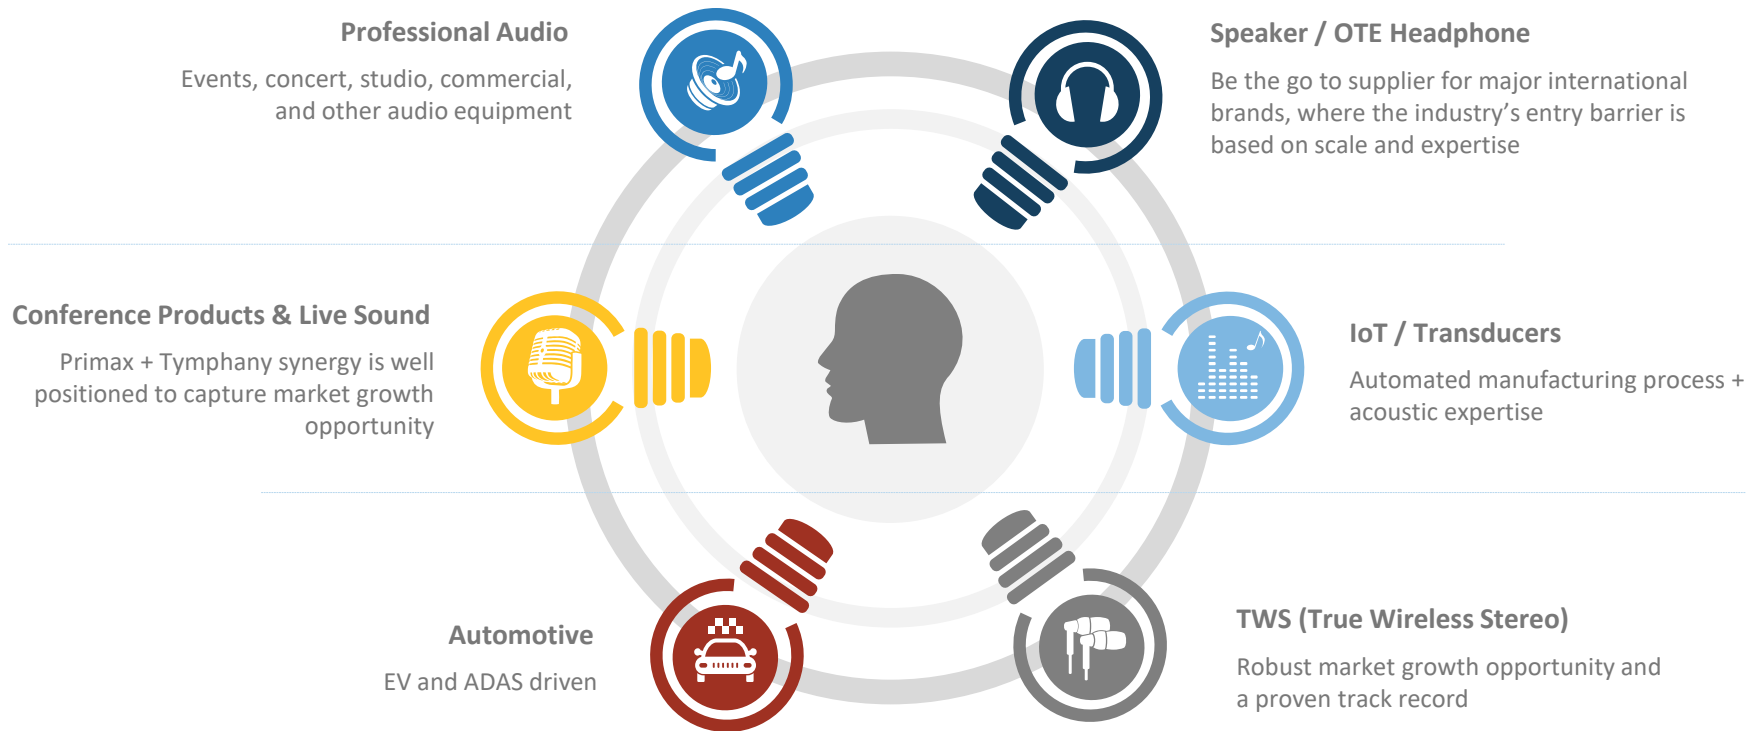 Professional Audio
Events, concert, studio, commercial,
and other audio equipment
Speaker / OTE Headphone
Be the go to supplier for major international
brands, where the industry's entry barrier is
based on scale and expertise
Conference Products & Live Sound
Primax + Tymphany synergy is well
positioned to capture market growth
opportunity
IoT / Transducers
Automated manufacturing process +
acoustic expertise
Automotive
EV and ADAS driven
TWS (True Wireless Stereo)
Robust market growth opportunity and
a proven track record